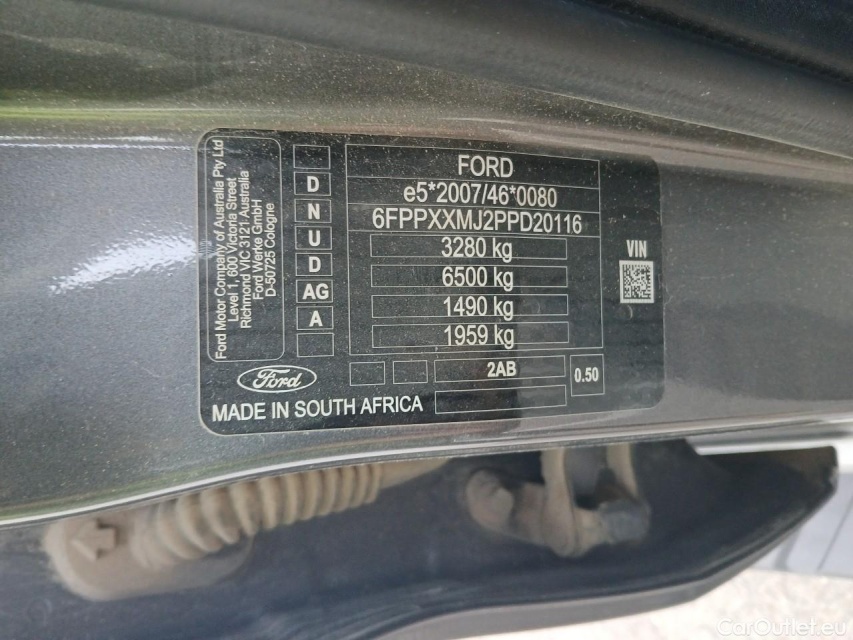 Ford Motor Company of Australia Pty Ltd
Level 1, 600 Victoria Street
Richmond VIC 3121 Australia
Ford Werke GmbH
D-50725 Cologne
D
N
U
D
AG
A
FORD
e5*2007/46*0080
6FPPXXMJ2PPD20116
3280 kg
6500 kg
1490 kg
1959 kg
VIN
Ford
2AB
0.50
MADE IN SOUTH AFRICA
CarOutlet.eu